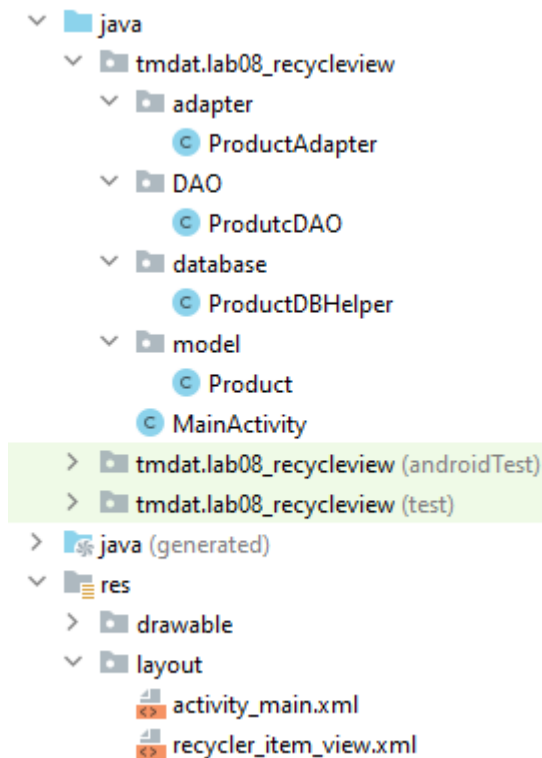 java
tmdat.lab08_recycleview
adapter
ProductAdapter
DAO
ProdutcDAO
database
ProductDBHelper
model
Product
MainActivity
tmdat.lab08_recycleview (androidTest)
tmdat.lab08_recycleview (test)
java (generated)
res
drawable
layout
activity_main.xml
recycler_item_view.xml